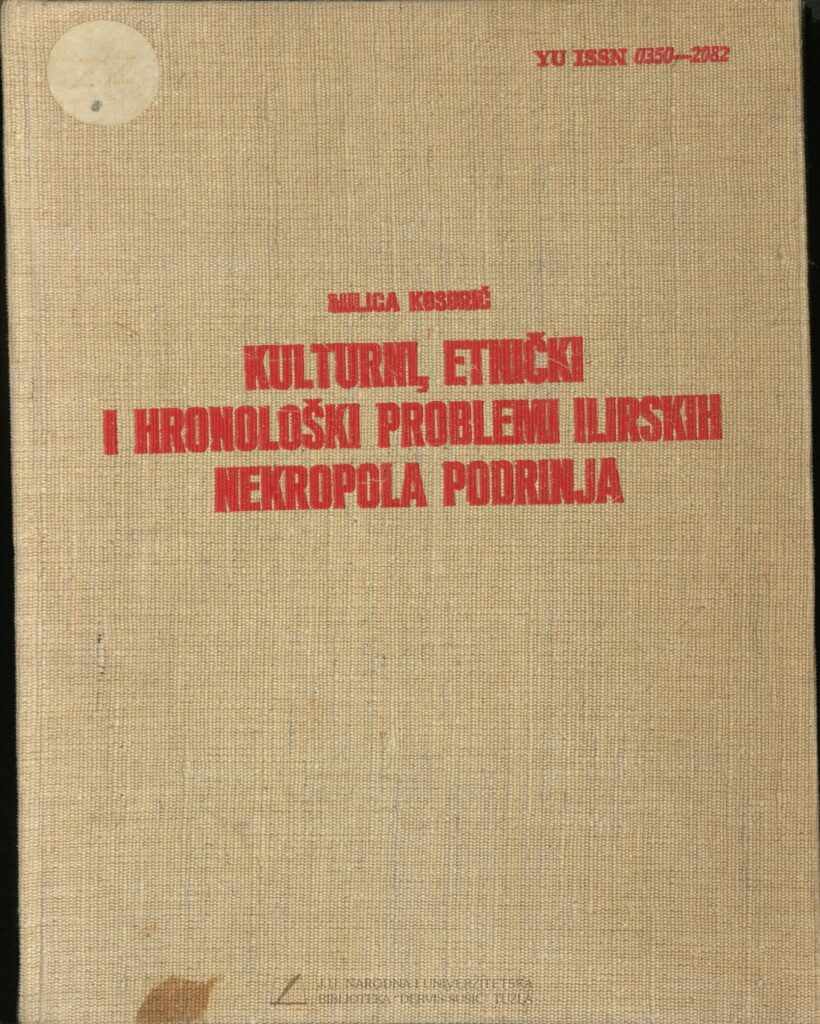 YU ISSN 0350—2082
MILICA KOSORIĆ
KULTURNI, ETNIČKI
I HRONOLOŠKI PROBLEMI ILIRSKIH
NEKROPOLA PODRINJA
J.U. NARODNA I UNIVERZITETSKA
BIBLIOTEKA "DERVIŠ SUŠIĆ" TUZLA